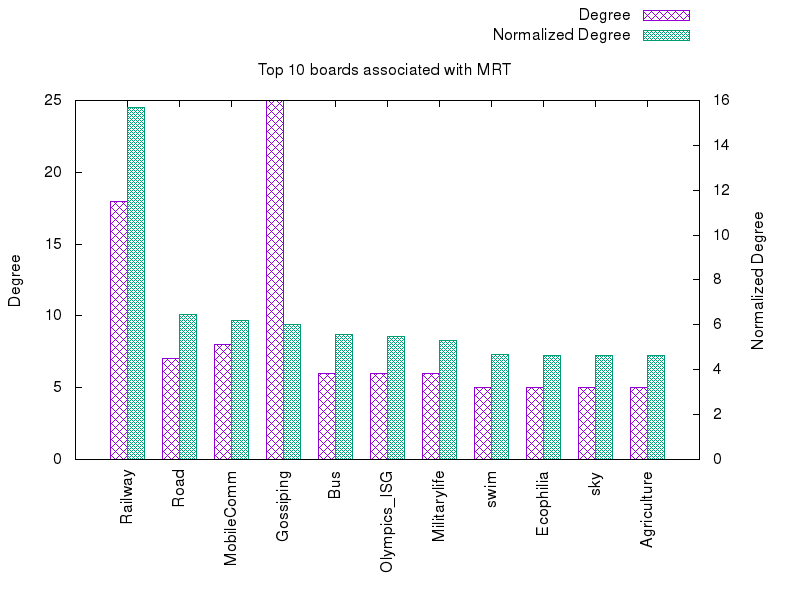 Degree
Normalized Degree
Top 10 boards associated with MRT
25
20
15
10
5
0
16
14
12
10
8
6
4
2
0
Degree
Normalized Degree
Railway
Road
MobileComm
Gossiping
Bus
Olympics_ISG
Militarylife
swim
Ecophilia
sky
Agriculture